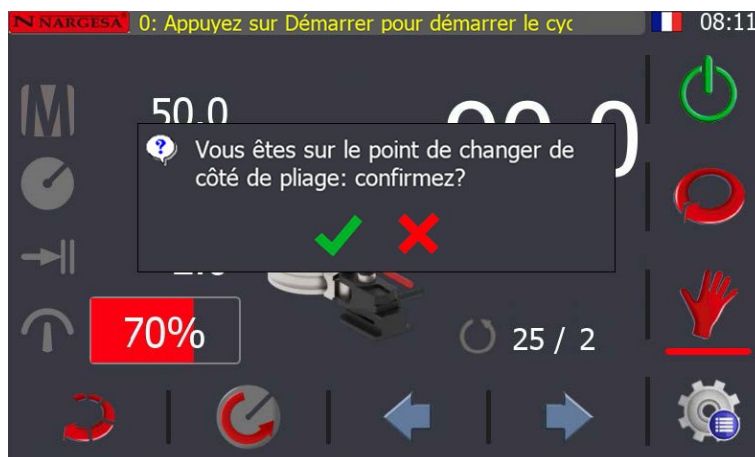 NARGESA 0: Appuyez sur Démarrer pour démarrer le cyc 08:11
50.0
Vous êtes sur le point de changer de
côté de pliage: confirmez?
70%
25 / 2